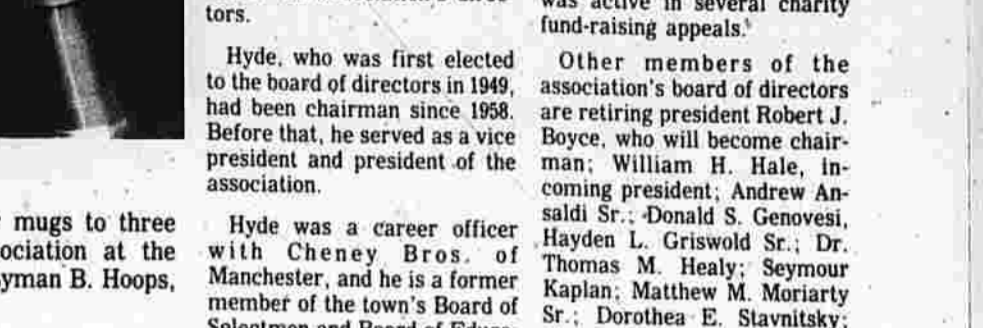 mugs to three
ociation at the
yman B. Hoops,
tors.
Hyde, who was first elected
to the board of directors in 1949,
had been chairman since 1958.
Before that, he served as a vice
president and president of the
association.
Hyde was a career officer
with Cheney Bros. of
Manchester, and he is a former
member of the town's Board of
Selectmen and Board of Educa-
was active in several charity
fund-raising appeals.
Other members of the
association's board of directors
are retiring president Robert J.
Boyce, who will become chair-
man; William H. Hale, in-
coming president; Andrew An-
saldi Sr.; Donald S. Genovesi,
Hayden L. Griswold Sr.; Dr.
Thomas M. Healy; Seymour
Kaplan; Matthew M. Moriarty
Sr.; Dorothea E. Stavnitsky;